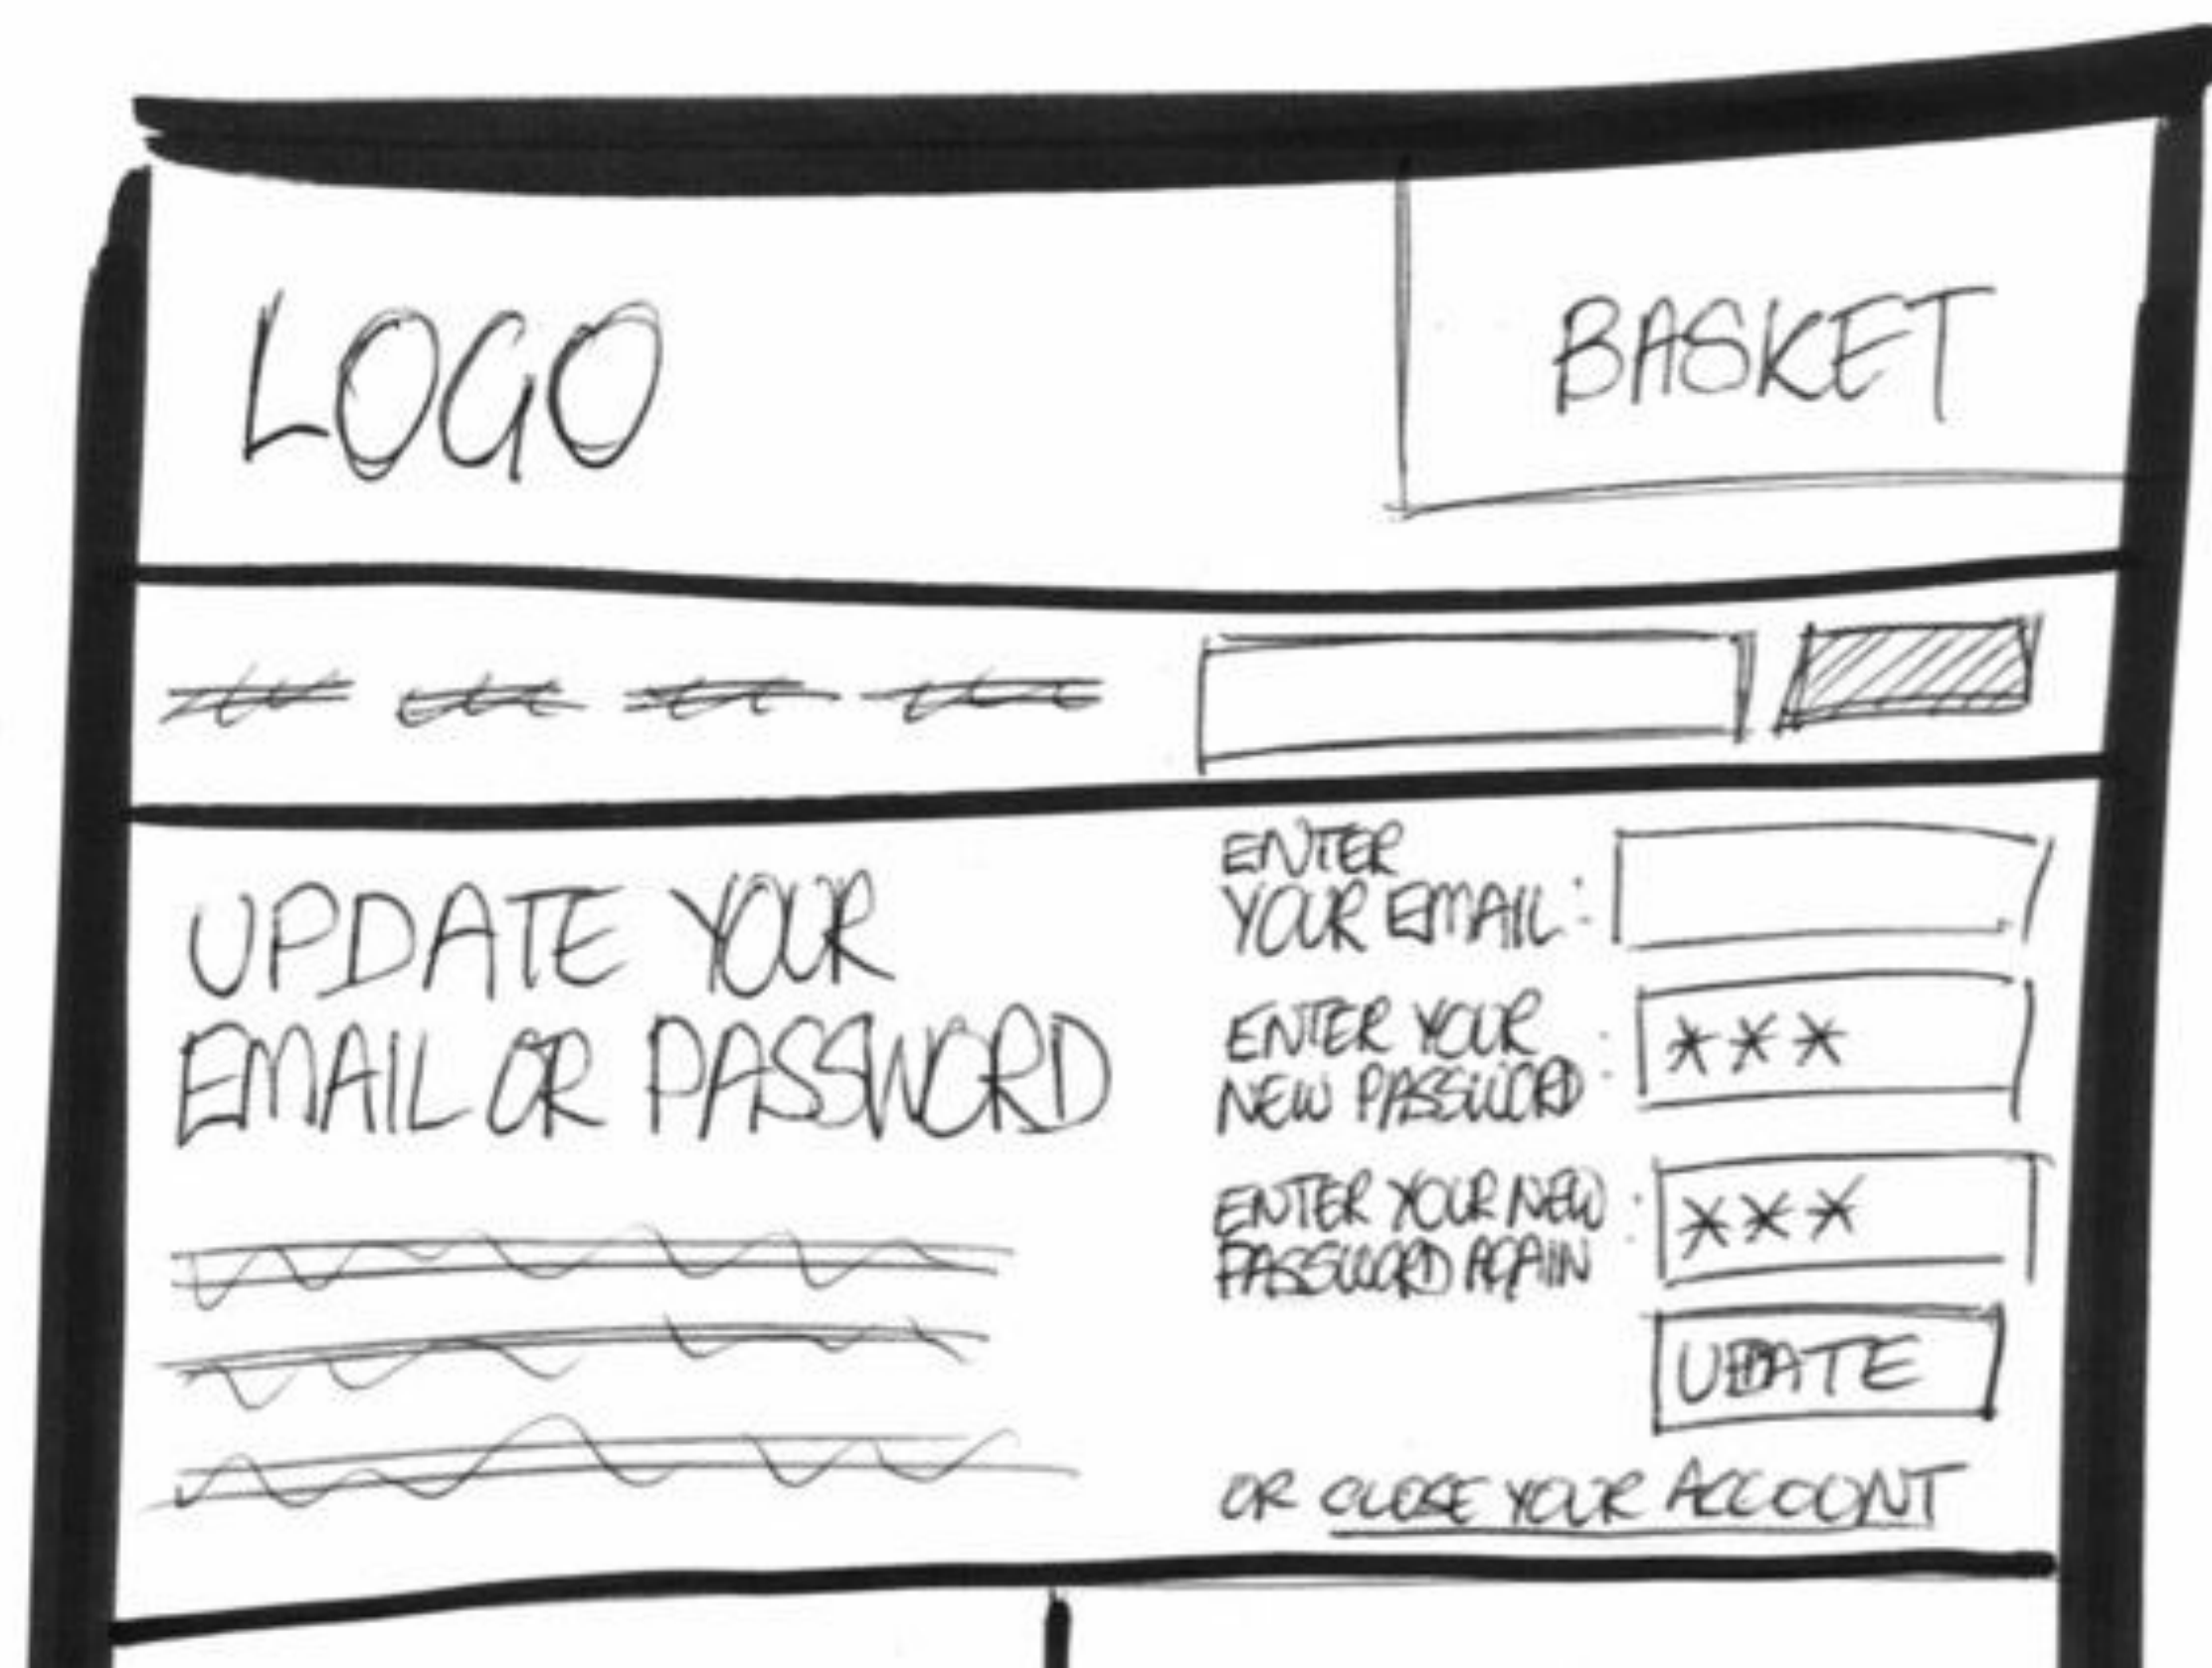 LOGO
BASKET
UPDATE YOUR
EMAIL OR PASSWORD
ENTER
YOUR EMAIL:
ENTER YOUR
NEW PASSWORD:
***
ENTER YOUR NEW
PASSWORD AGAIN:
***
UPDATE
OR CLOSE YOUR ACCOUNT